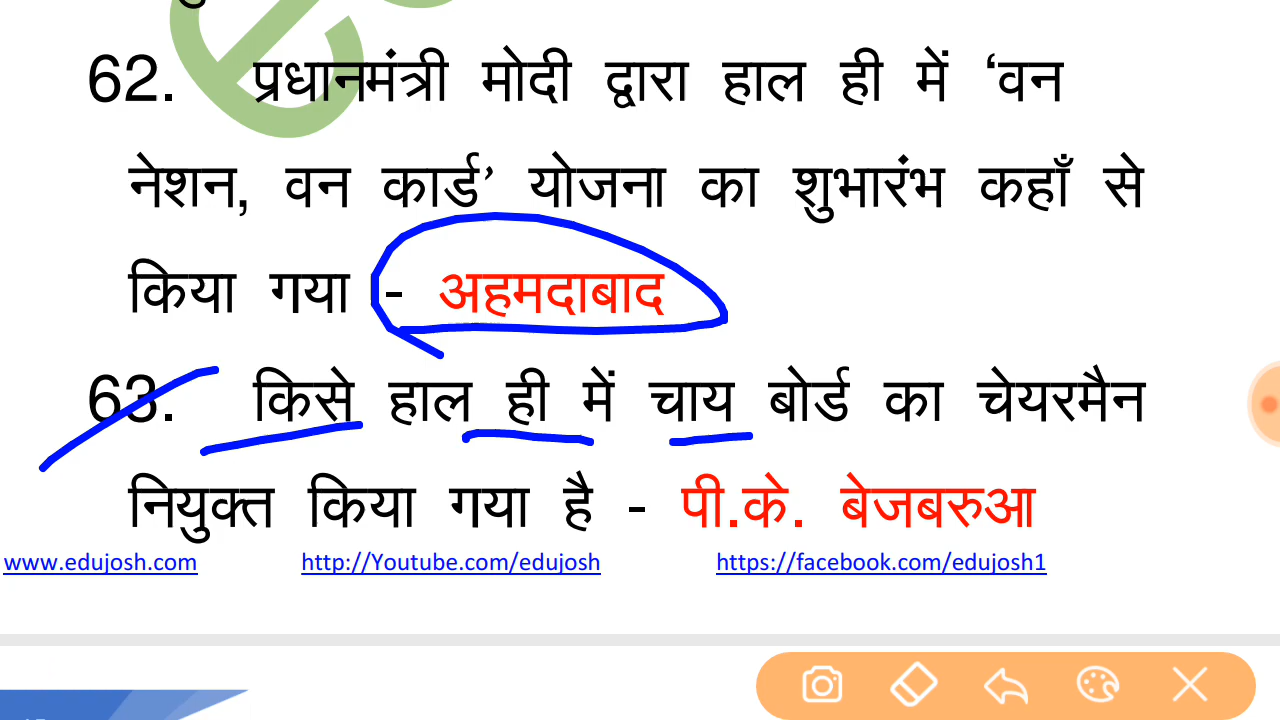 62. प्रधानमंत्री मोदी द्वारा हाल ही में ‘वन
नेशन, वन कार्ड’ योजना का शुभारंभ कहाँ से
किया गया - अहमदाबाद
63. किसे हाल ही में चाय बोर्ड का चेयरमैन
नियुक्त किया गया है - पी.के. बेजबरुआ
www.edujosh.com http://Youtube.com/edujosh https://facebook.com/edujosh1